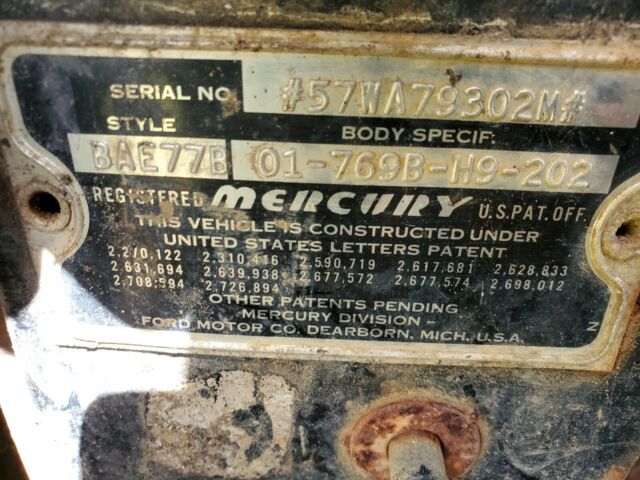 SERIAL NO #57WA79302M#
STYLE BODY SPECIF.
BAE77B 01-769B-H9-202
REGISTERED MERCURY U.S.PAT.OFF.
THIS VEHICLE IS CONSTRUCTED UNDER
UNITED STATES LETTERS PATENT
2.270,122 2.310,416 2.590,719 2.617,681 2,628,833
2.631,694 2.639,938 2.677,572 2.677,574 2,698,012
2.708,594 2.726,894
OTHER PATENTS PENDING
MERCURY DIVISION
FORD MOTOR CO. DEARBORN, MICH., U.S.A.
N